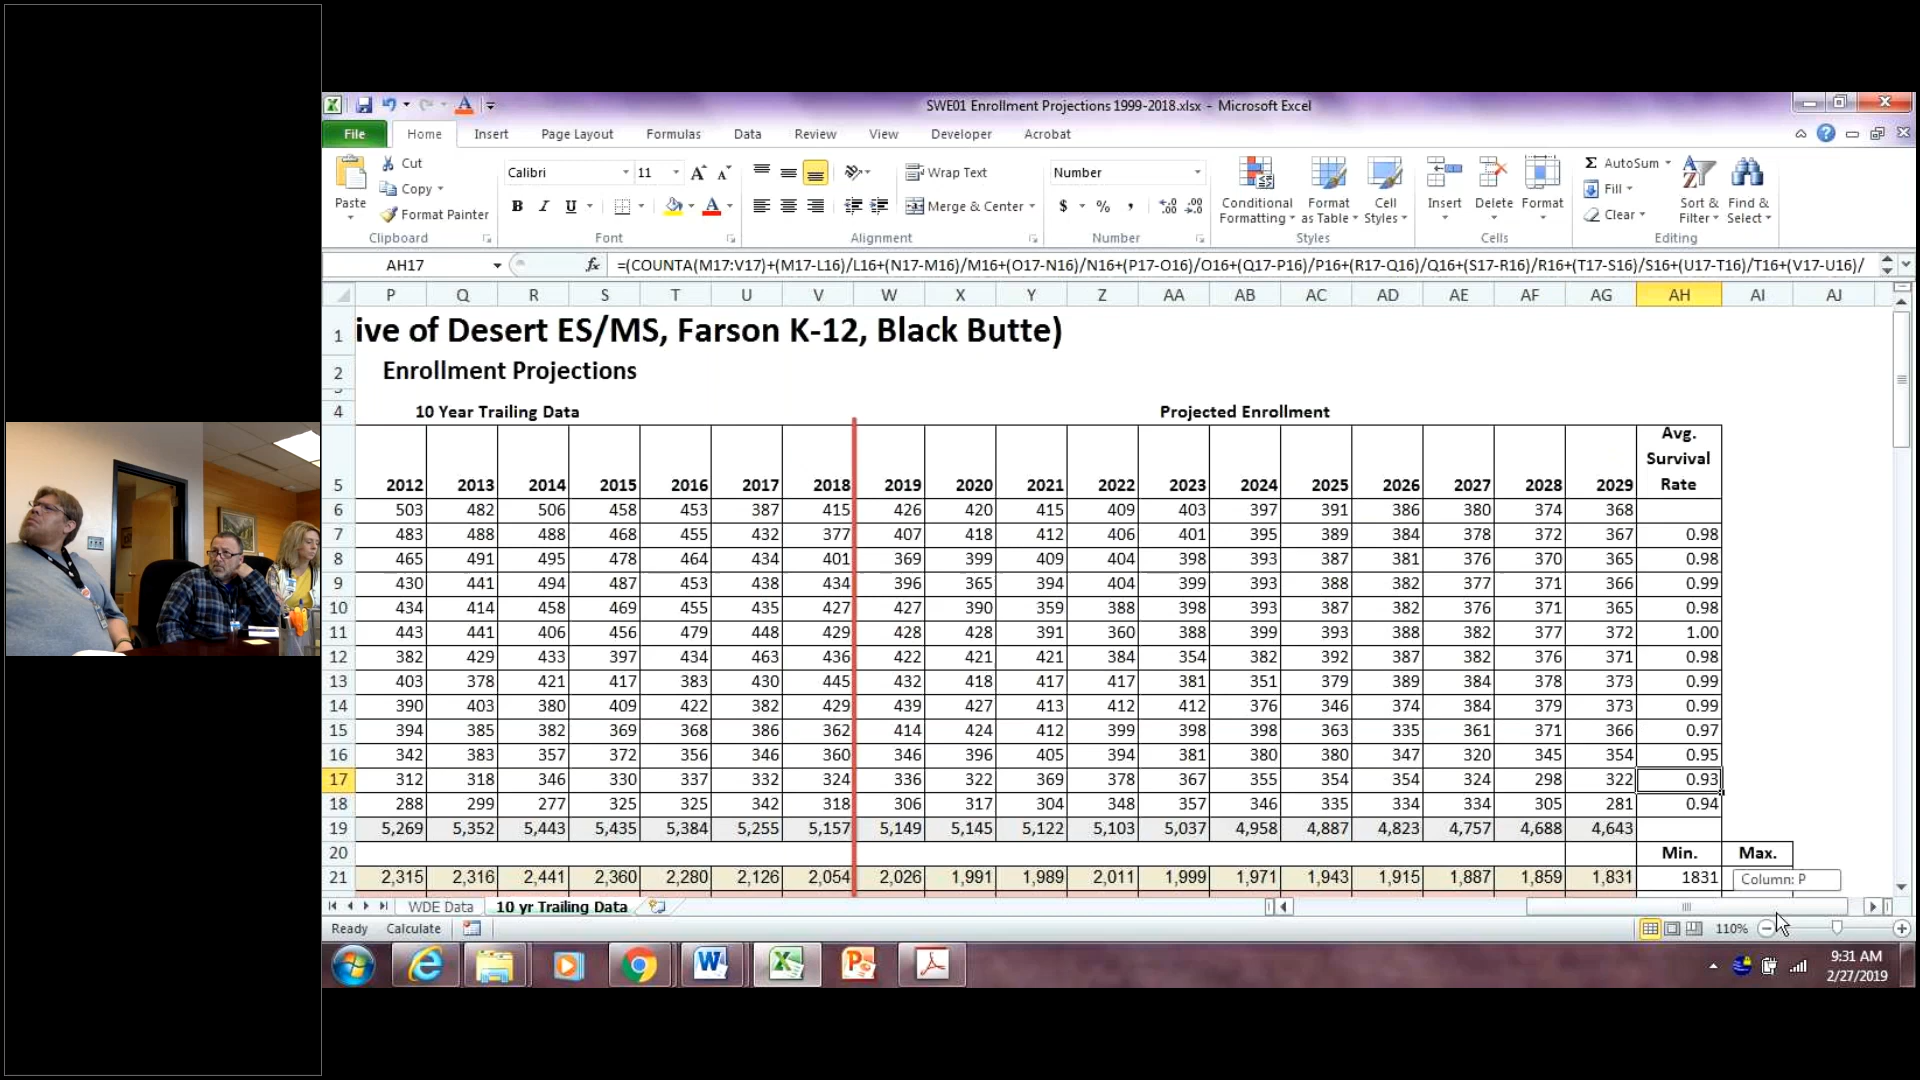 SWE01 Enrollment Projections 1999-2018.xlsx - Microsoft Excel
File Home Insert Page Layout Formulas Data Review View Developer Acrobat
Paste Cut Copy Format Painter Clipboard
Calibri 11 B I U A Font
Wrap Text Merge & Center Alignment
Number $ % , Number
Conditional Formatting Format as Table Cell Styles Styles
Insert Delete Format Cells
AutoSum Fill Clear Sort & Filter Find & Select Editing
AH17 fx =(COUNTA(M17:V17)+(M17-L16)/L16+(N17-M16)/M16+(O17-N16)/N16+(P17-O16)/O16+(Q17-P16)/P16+(R17-Q16)/Q16+(S17-R16)/R16+(T17-S16)/S16+(U17-T16)/T16+(V17-U16)/
P Q R S T U V W X Y Z AA AB AC AD AE AF AG AH AI AJ
1 ive of Desert ES/MS, Farson K-12, Black Butte)
2 Enrollment Projections
4 10 Year Trailing Data Projected Enrollment
5 2012 2013 2014 2015 2016 2017 2018 2019 2020 2021 2022 2023 2024 2025 2026 2027 2028 2029 Avg. Survival Rate
6 503 482 506 458 453 387 415 426 420 415 409 403 397 391 386 380 374 368
7 483 488 488 468 455 432 377 407 418 412 406 401 395 389 384 378 372 367 0.98
8 465 491 495 478 464 434 401 369 399 409 404 398 393 387 381 376 370 365 0.98
9 430 441 494 487 453 438 434 396 365 394 404 399 393 388 382 377 371 366 0.99
10 434 414 458 469 455 435 427 427 390 359 388 398 393 387 382 376 371 365 0.98
11 443 441 406 456 479 448 429 428 428 391 360 388 399 393 388 382 377 372 1.00
12 382 429 433 397 434 463 436 422 421 421 384 354 382 392 387 382 376 371 0.98
13 403 378 421 417 383 430 445 432 418 417 417 381 351 379 389 384 378 373 0.99
14 390 403 380 409 422 382 429 439 427 413 412 412 376 346 374 384 379 373 0.99
15 394 385 382 369 368 386 362 414 424 412 399 398 398 363 335 361 371 366 0.97
16 342 383 357 372 356 346 360 346 396 405 394 381 380 380 347 320 345 354 0.95
17 312 318 346 330 337 332 324 336 322 369 378 367 355 354 354 324 298 322 0.93
18 288 299 277 325 325 342 318 306 317 304 348 357 346 335 334 334 305 281 0.94
19 5,269 5,352 5,443 5,435 5,384 5,255 5,157 5,149 5,145 5,122 5,103 5,037 4,958 4,887 4,823 4,757 4,688 4,643
20 Min. Max.
21 2,315 2,316 2,441 2,360 2,280 2,126 2,054 2,026 1,991 1,989 2,011 1,999 1,971 1,943 1,915 1,887 1,859 1,831 1831
Column: P
WDE Data 10 yr Trailing Data
Ready Calculate 110%
9:31 AM
2/27/2019